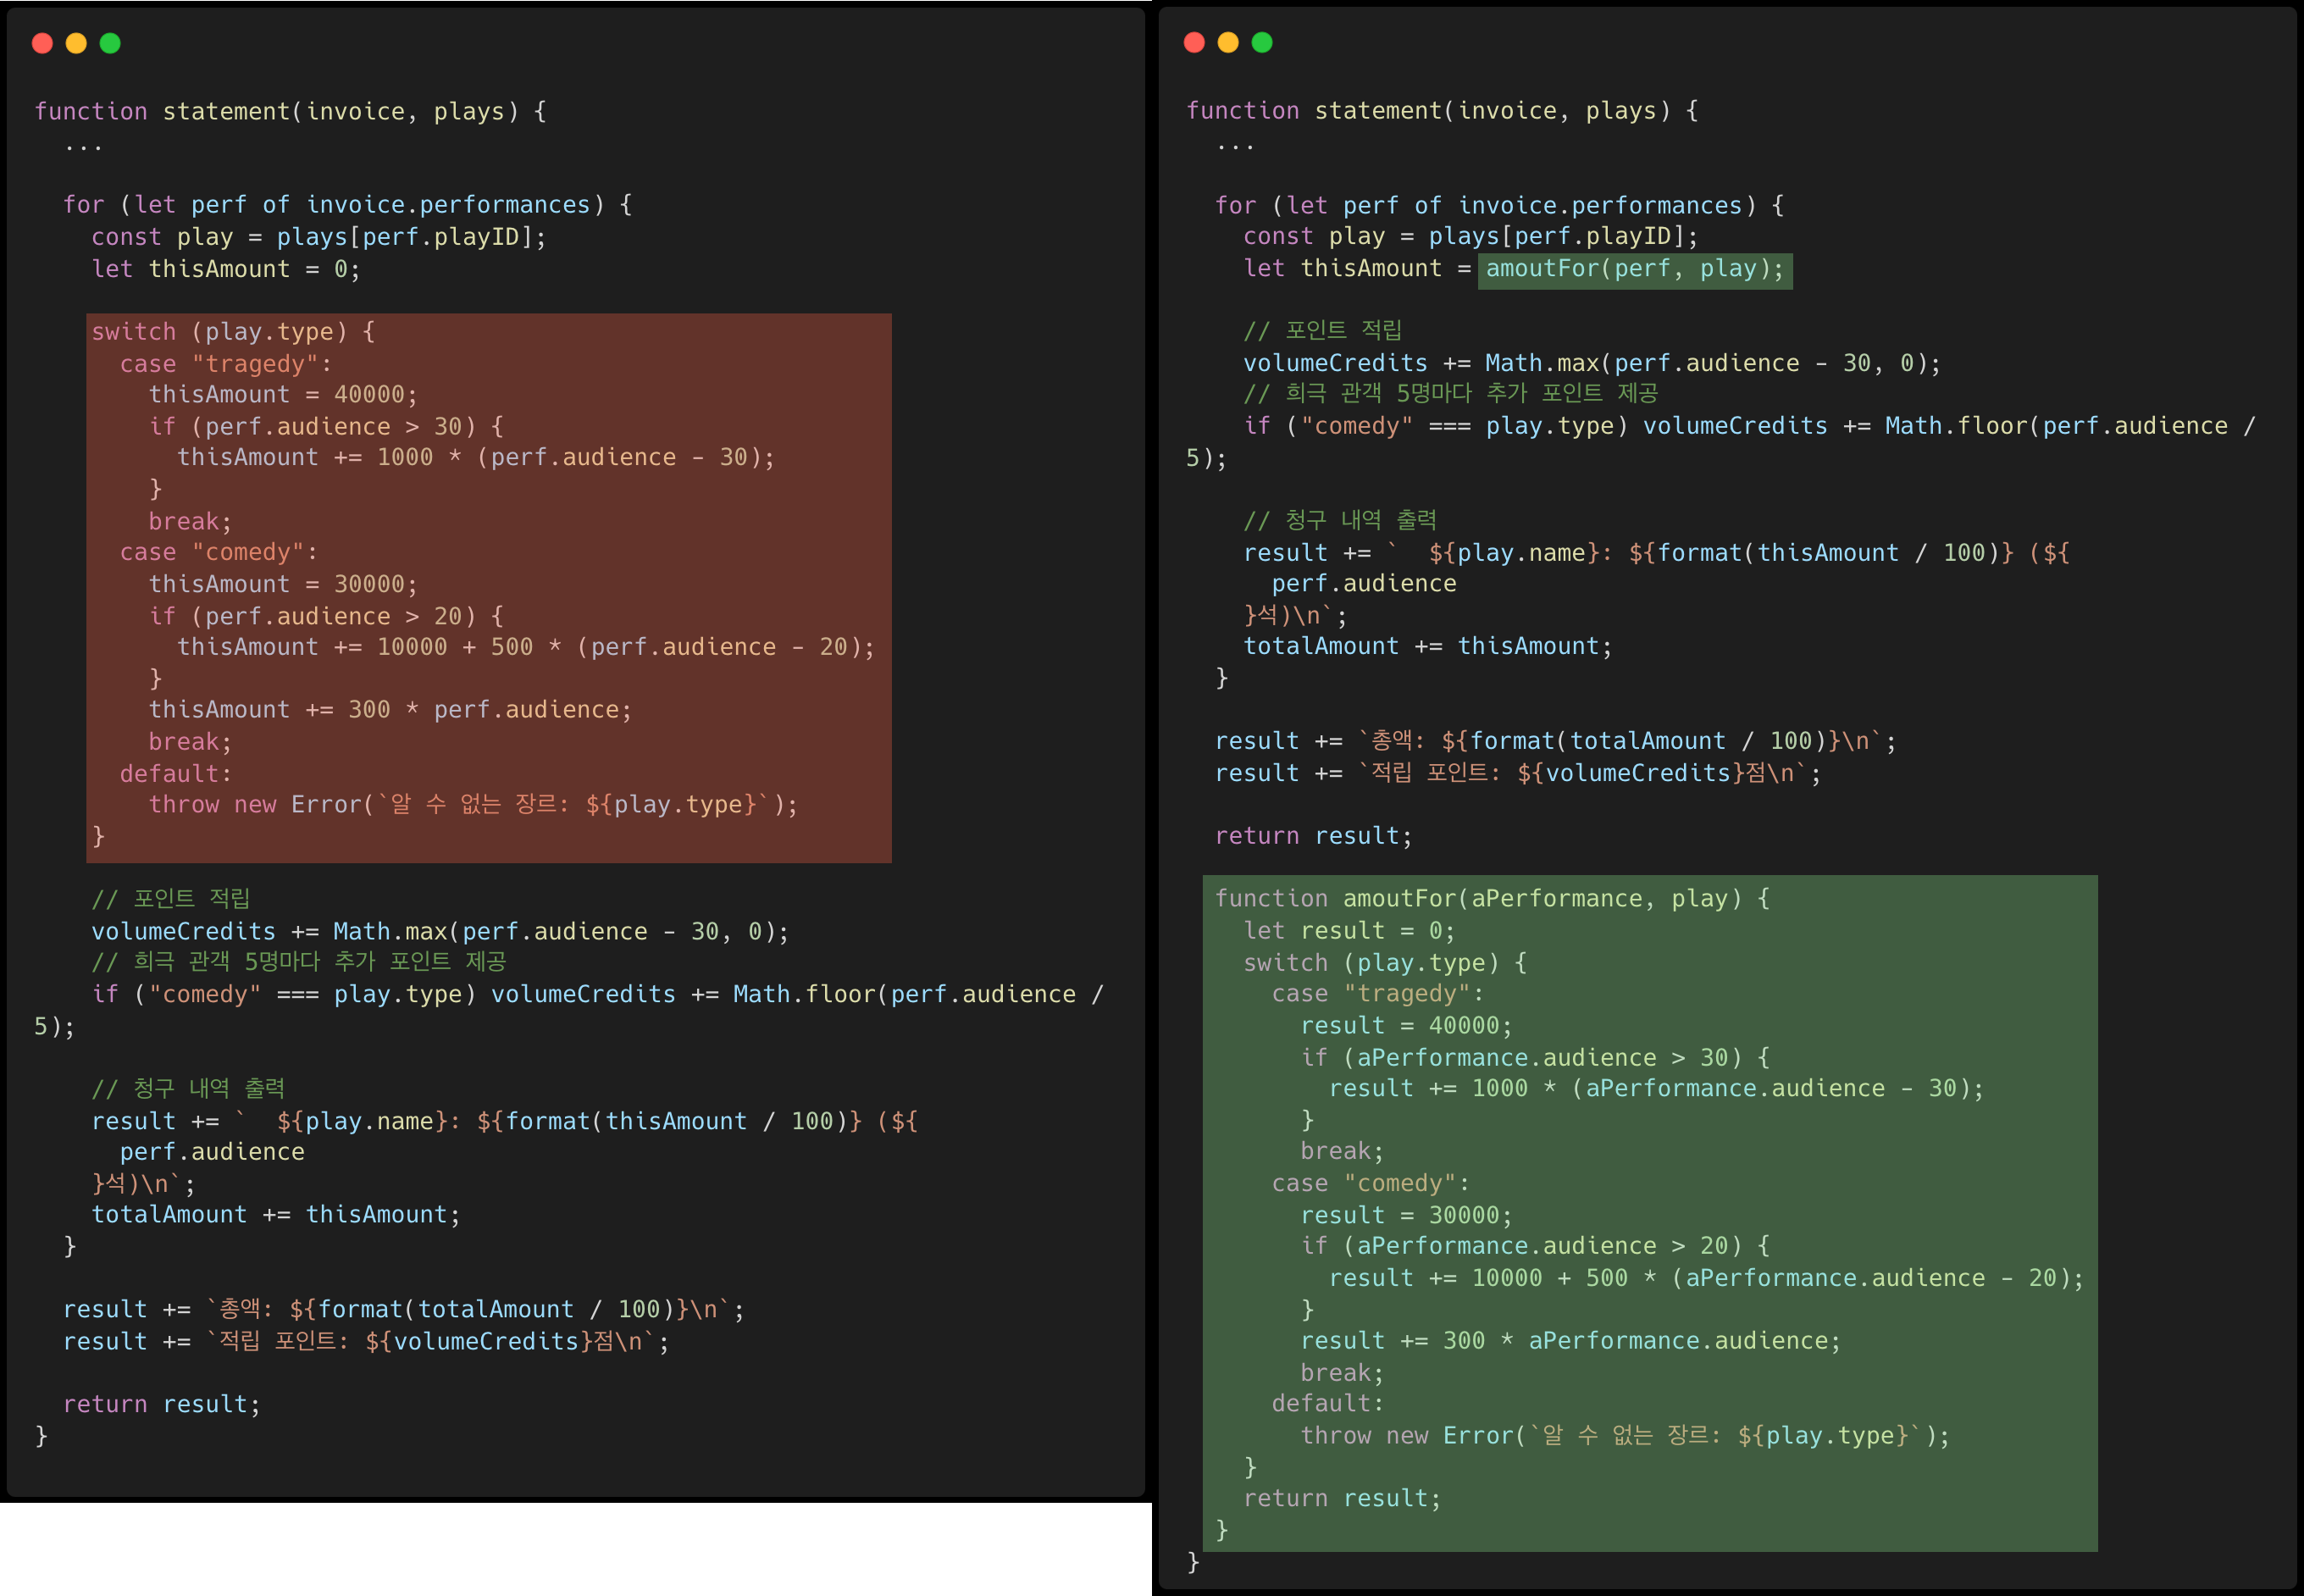 function statement(invoice, plays) {
  ...

  for (let perf of invoice.performances) {
    const play = plays[perf.playID];
    let thisAmount = 0;

    switch (play.type) {
      case "tragedy":
        thisAmount = 40000;
        if (perf.audience > 30) {
          thisAmount += 1000 * (perf.audience - 30);
        }
        break;
      case "comedy":
        thisAmount = 30000;
        if (perf.audience > 20) {
          thisAmount += 10000 + 500 * (perf.audience - 20);
        }
        thisAmount += 300 * perf.audience;
        break;
      default:
        throw new Error(`알 수 없는 장르: ${play.type}`);
    }

    // 포인트 적립
    volumeCredits += Math.max(perf.audience - 30, 0);
    // 희극 관객 5명마다 추가 포인트 제공
    if ("comedy" === play.type) volumeCredits += Math.floor(perf.audience /
5);

    // 청구 내역 출력
    result += `  ${play.name}: ${format(thisAmount / 100)} (${
      perf.audience
    }석)\n`;
    totalAmount += thisAmount;
  }

  result += `총액: ${format(totalAmount / 100)}\n`;
  result += `적립 포인트: ${volumeCredits}점\n`;

  return result;
}

function statement(invoice, plays) {
  ...

  for (let perf of invoice.performances) {
    const play = plays[perf.playID];
    let thisAmount = amoutFor(perf, play);

    // 포인트 적립
    volumeCredits += Math.max(perf.audience - 30, 0);
    // 희극 관객 5명마다 추가 포인트 제공
    if ("comedy" === play.type) volumeCredits += Math.floor(perf.audience /
5);

    // 청구 내역 출력
    result += `  ${play.name}: ${format(thisAmount / 100)} (${
      perf.audience
    }석)\n`;
    totalAmount += thisAmount;
  }

  result += `총액: ${format(totalAmount / 100)}\n`;
  result += `적립 포인트: ${volumeCredits}점\n`;

  return result;

  function amoutFor(aPerformance, play) {
    let result = 0;
    switch (play.type) {
      case "tragedy":
        result = 40000;
        if (aPerformance.audience > 30) {
          result += 1000 * (aPerformance.audience - 30);
        }
        break;
      case "comedy":
        result = 30000;
        if (aPerformance.audience > 20) {
          result += 10000 + 500 * (aPerformance.audience - 20);
        }
        result += 300 * aPerformance.audience;
        break;
      default:
        throw new Error(`알 수 없는 장르: ${play.type}`);
    }
    return result;
  }
}